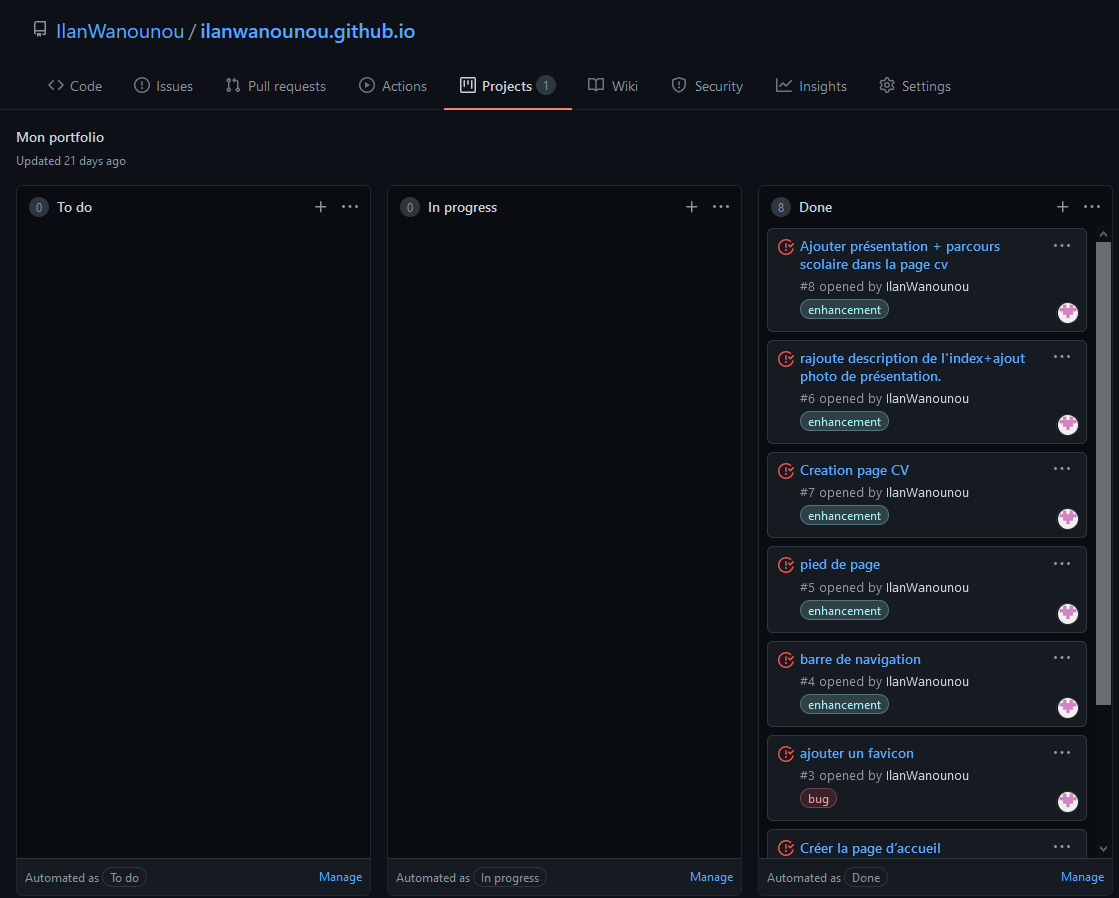 IlanWanounou / ilanwanounou.github.io
Code Issues Pull requests Actions Projects 1 Wiki Security Insights Settings
Mon portfolio
Updated 21 days ago
0 To do
Automated as To do Manage
0 In progress
Automated as In progress Manage
8 Done
Ajouter présentation + parcours
scolaire dans la page cv
#8 opened by IlanWanounou
enhancement
rajoute description de l'index+ajout
photo de présentation.
#6 opened by IlanWanounou
enhancement
Creation page CV
#7 opened by IlanWanounou
enhancement
pied de page
#5 opened by IlanWanounou
enhancement
barre de navigation
#4 opened by IlanWanounou
enhancement
ajouter un favicon
#3 opened by IlanWanounou
bug
Créer la page d’accueil
Automated as Done Manage